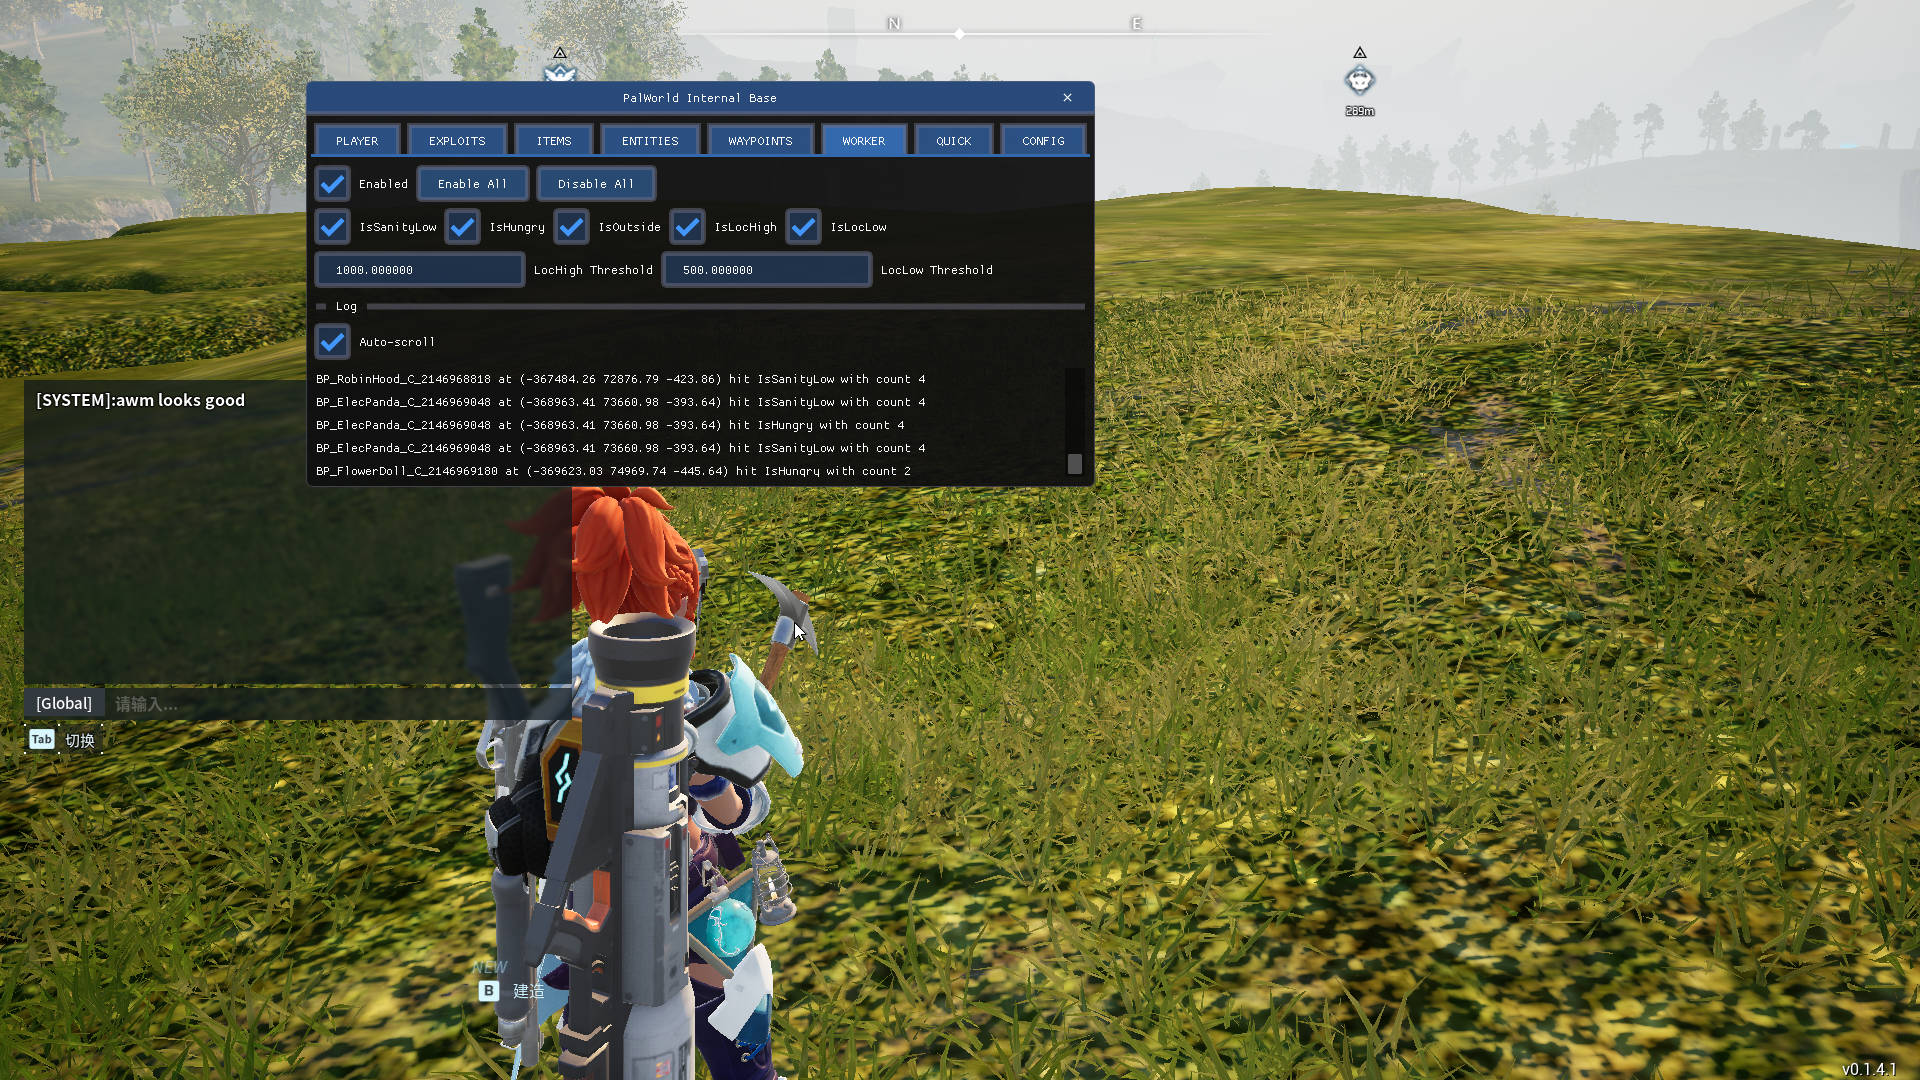 N E
289m
PalWorld Internal Base
PLAYER EXPLOITS ITEMS ENTITIES WAYPOINTS WORKER QUICK CONFIG
Enabled Enable All Disable All
IsSanityLow IsHungry IsOutside IsLocHigh IsLocLow
1000.000000 LocHigh Threshold 500.000000 LocLow Threshold
Log
Auto-scroll
BP_RobinHood_C_2146968818 at (-367484.26 72876.79 -423.86) hit IsSanityLow with count 4
BP_ElecPanda_C_2146969048 at (-368963.41 73660.98 -393.64) hit IsSanityLow with count 4
BP_ElecPanda_C_2146969048 at (-368963.41 73660.98 -393.64) hit IsHungry with count 4
BP_ElecPanda_C_2146969048 at (-368963.41 73660.98 -393.64) hit IsSanityLow with count 4
BP_FlowerDoll_C_2146969180 at (-369623.03 74969.74 -445.64) hit IsHungry with count 2
[SYSTEM]:awm looks good
[Global] 请输入...
Tab 切换
NEW
B 建造
v0.1.4.1